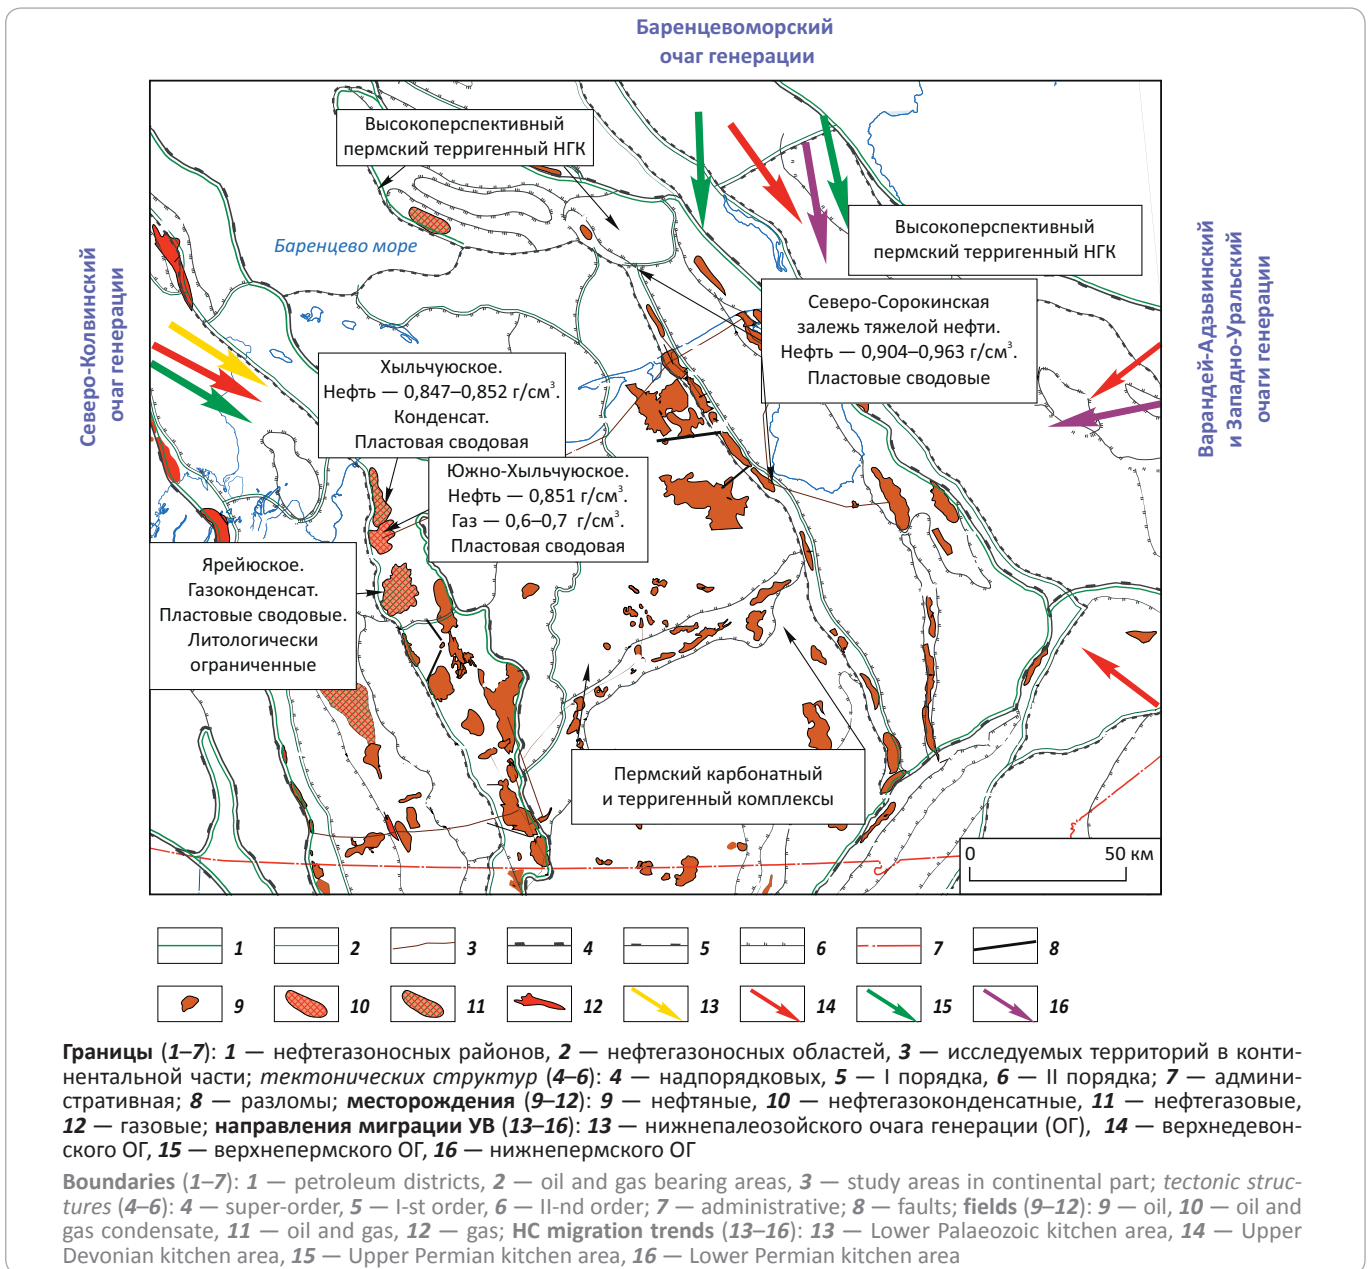 Баренцевоморский
очаг генерации
Высокоперспективный
пермский терригенный НГК
Баренцево море
Северо-Колвинский
очаг генерации
Высокоперспективный
пермский терригенный НГК
Варандей-Адзьвинский
и Западно-Уральский
очаги генерации
Северо-Сорокинская
залежь тяжелой нефти.
Нефть — 0,904–0,963 г/см³.
Пластовые сводовые
Хыльчуюское.
Нефть — 0,847–0,852 г/см³.
Конденсат.
Пластовая сводовая
Южно-Хыльчуюское.
Нефть — 0,851 г/см³.
Газ — 0,6–0,7 г/см³.
Пластовая сводовая
Ярейюское.
Газоконденсат.
Пластовые сводовые.
Литологически
ограниченные
Пермский карбонатный
и терригенный комплексы
0 50 км
1 2 3 4 5 6 7 8
9 10 11 12 13 14 15 16
Границы (1–7): 1 — нефтегазоносных районов, 2 — нефтегазоносных областей, 3 — исследуемых территорий в конти-
нентальной части; тектонических структур (4–6): 4 — надпорядковых, 5 — I порядка, 6 — II порядка; 7 — админи-
стративная; 8 — разломы; месторождения (9–12): 9 — нефтяные, 10 — нефтегазоконденсатные, 11 — нефтегазовые,
12 — газовые; направления миграции УВ (13–16): 13 — нижнепалеозойского очага генерации (ОГ), 14 — верхнедевон-
ского ОГ, 15 — верхнепермского ОГ, 16 — нижнепермского ОГ
Boundaries (1–7): 1 — petroleum districts, 2 — oil and gas bearing areas, 3 — study areas in continental part; tectonic struc-
tures (4–6): 4 — super-order, 5 — I-st order, 6 — II-nd order; 7 — administrative; 8 — faults; fields (9–12): 9 — oil, 10 — oil and
gas condensate, 11 — oil and gas, 12 — gas; HC migration trends (13–16): 13 — Lower Palaeozoic kitchen area, 14 — Upper
Devonian kitchen area, 15 — Upper Permian kitchen area, 16 — Lower Permian kitchen area